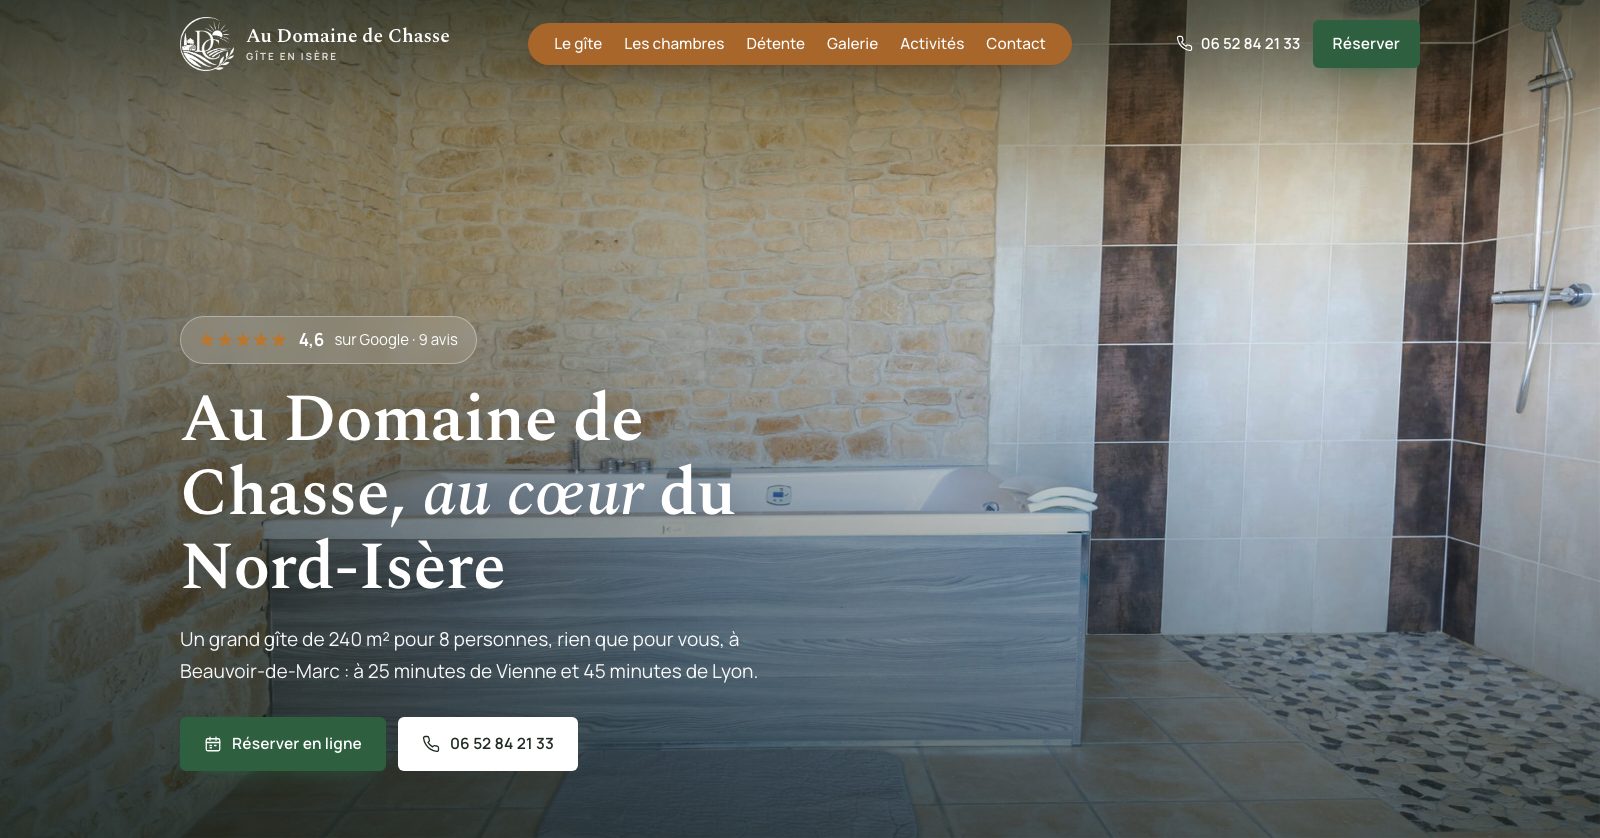 Au Domaine de Chasse
GÎTE EN ISÈRE
Le gîte Les chambres Détente Galerie Activités Contact
06 52 84 21 33
Réserver
★★★★★ 4,6 sur Google · 9 avis
Au Domaine de
Chasse, au cœur du
Nord-Isère
Un grand gîte de 240 m² pour 8 personnes, rien que pour vous, à
Beauvoir-de-Marc : à 25 minutes de Vienne et 45 minutes de Lyon.
Réserver en ligne
06 52 84 21 33